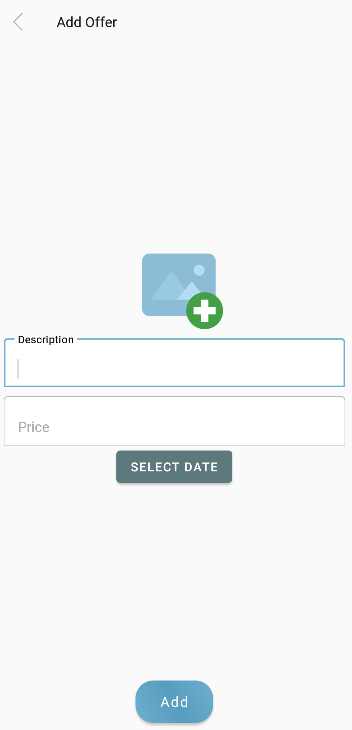 Add Offer
Description
Price
SELECT DATE
Add